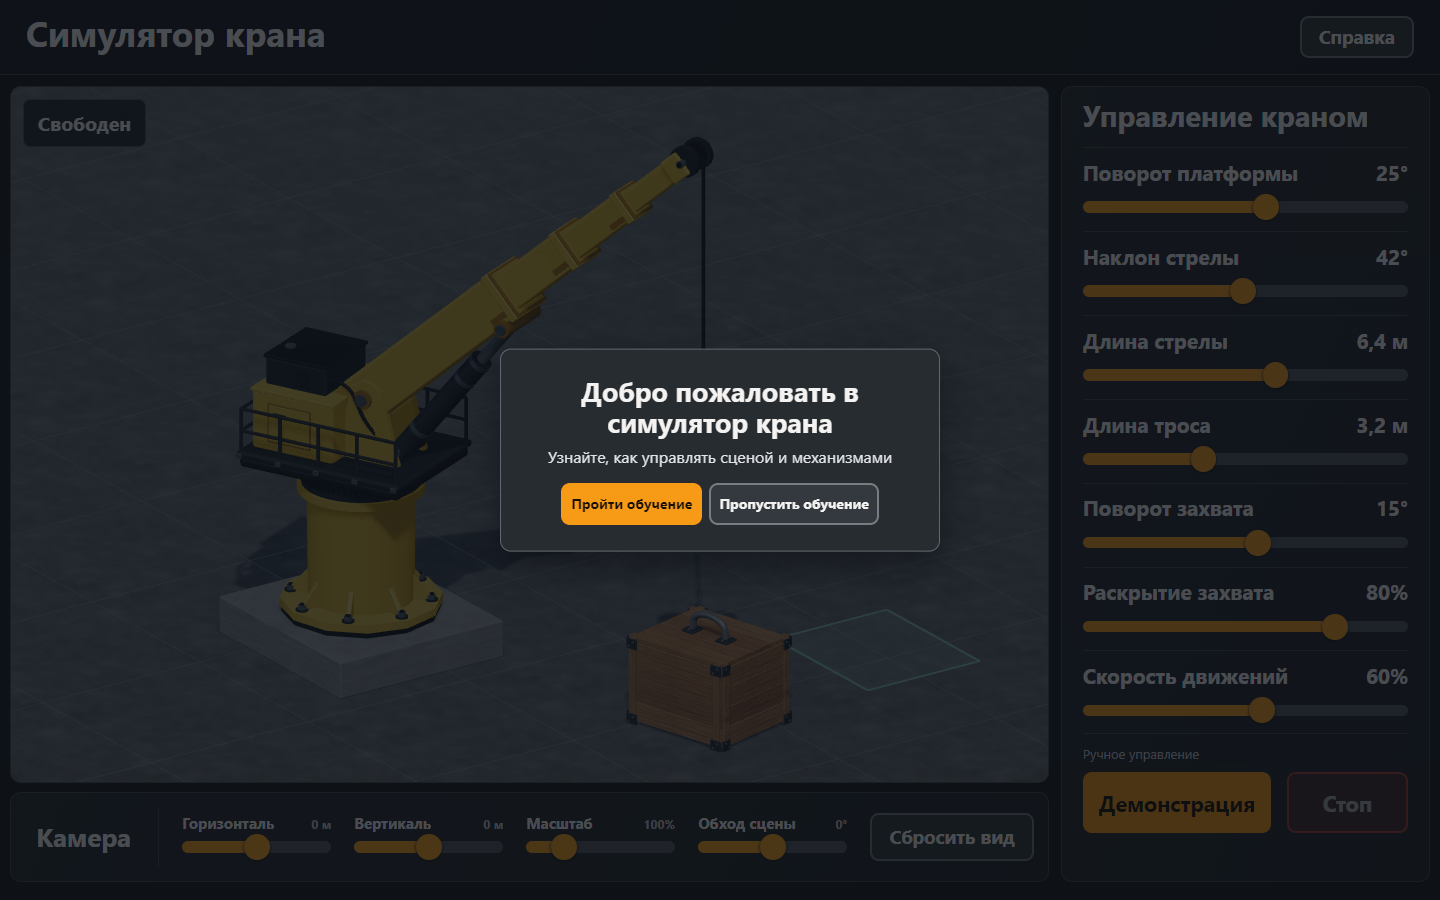 Симулятор крана
Справка
Свободен
Управление краном
Поворот платформы 25°
Наклон стрелы 42°
Длина стрелы 6,4 м
Длина троса 3,2 м
Поворот захвата 15°
Раскрытие захвата 80%
Скорость движений 60%
Ручное управление
Демонстрация Стоп
Добро пожаловать в
симулятор крана
Узнайте, как управлять сценой и механизмами
Пройти обучение Пропустить обучение
Камера
Горизонталь 0 м
Вертикаль 0 м
Масштаб 100%
Обход сцены 0°
Сбросить вид